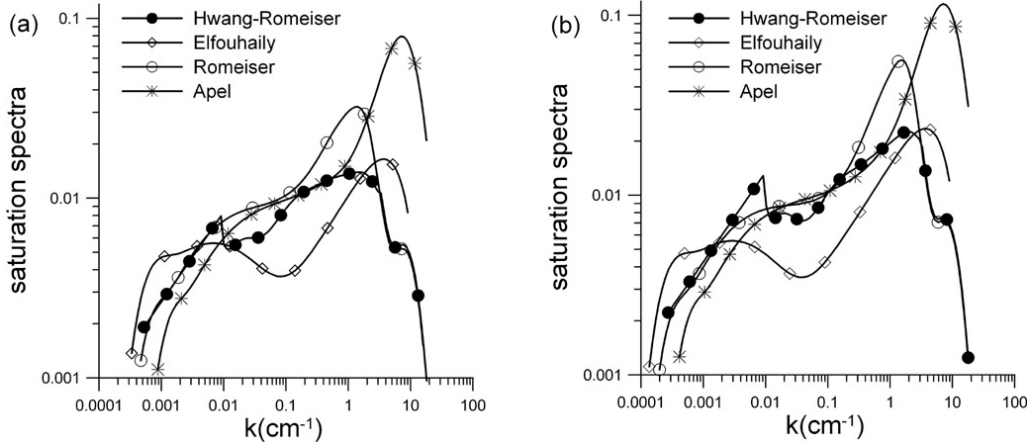 (a)
Hwang-Romeiser
Elfouhaily
Romeiser
Apel
0.1
0.01
0.001
saturation spectra
0.0001 0.001 0.01 0.1 1 10 100
k(cm⁻¹)
(b)
Hwang-Romeiser
Elfouhaily
Romeiser
Apel
0.1
0.01
0.001
saturation spectra
0.0001 0.001 0.01 0.1 1 10 100
k(cm⁻¹)